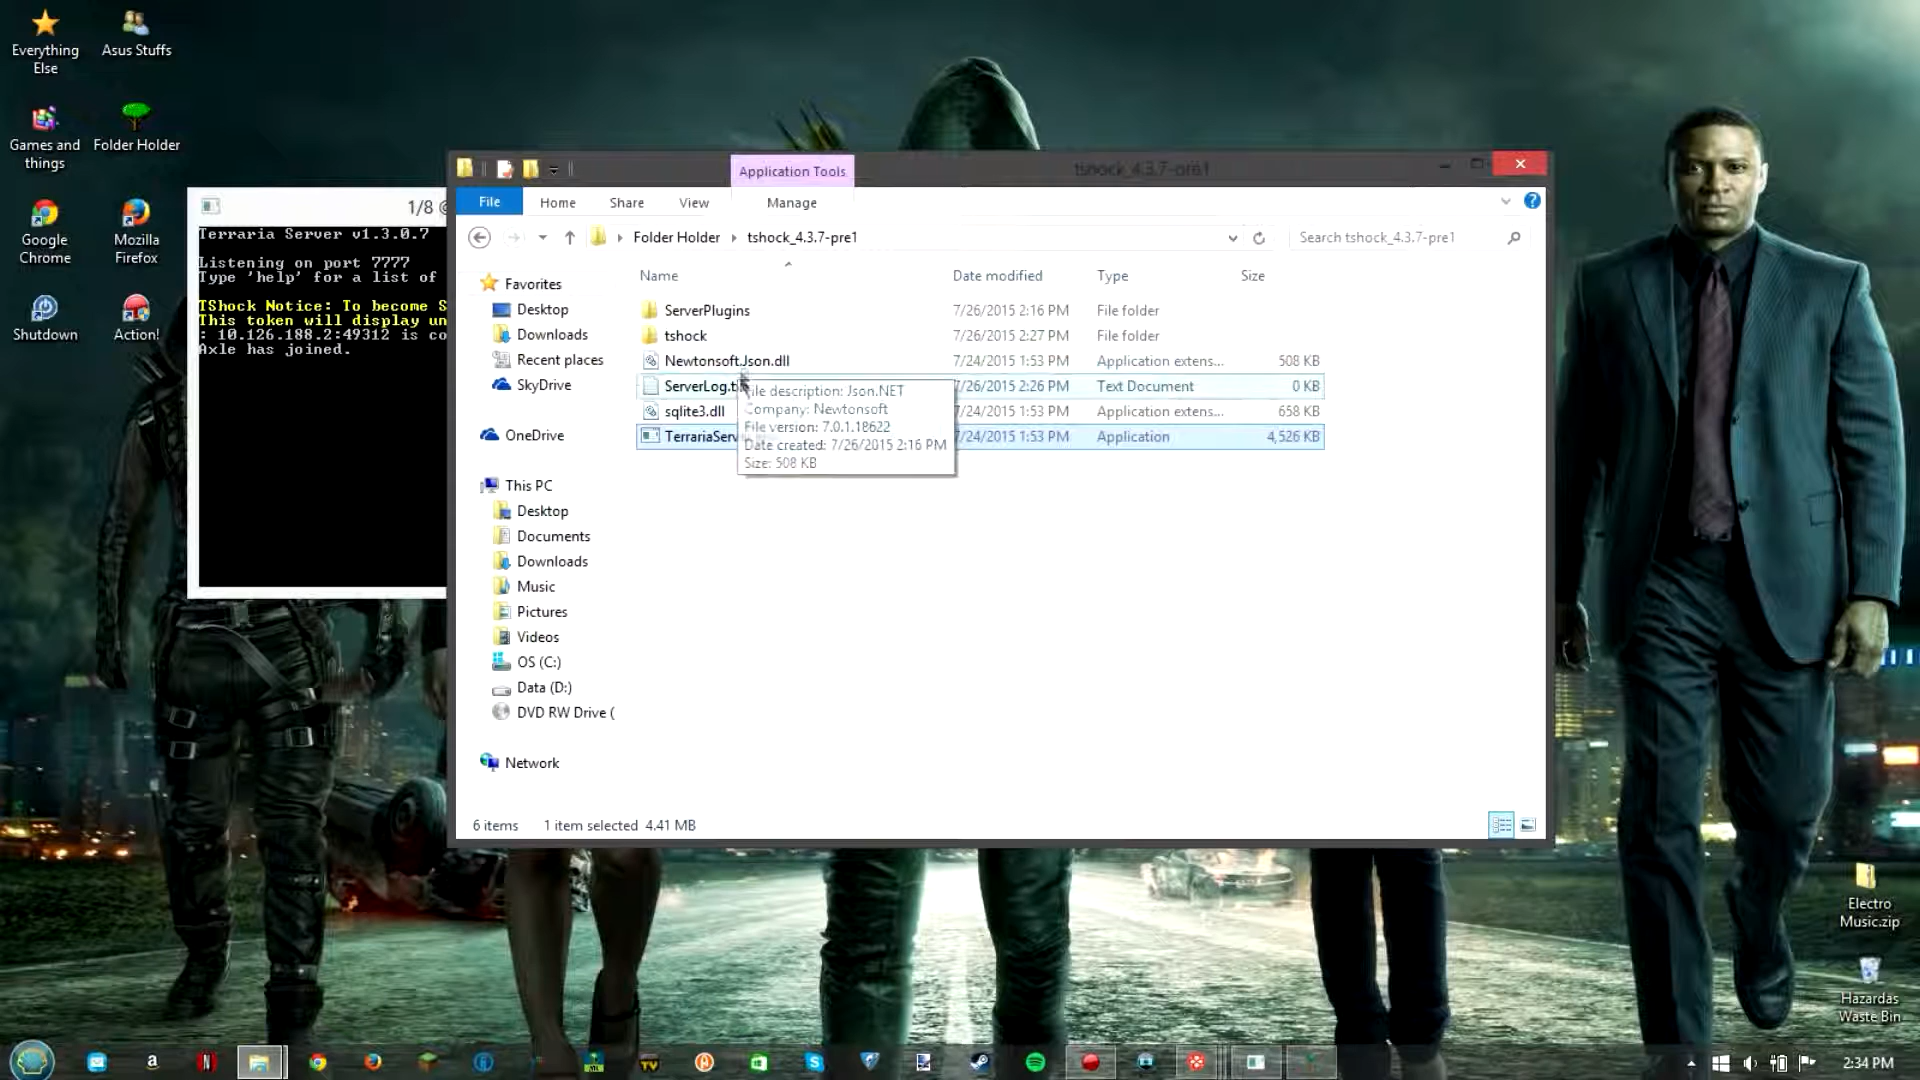 Everything
Else
Asus Stuffs
Games and
things
Folder Holder
Google
Chrome
Mozilla
Firefox
Shutdown
Action!
1/8
Terraria Server v1.3.0.7
Listening on port 7777
Type 'help' for a list of
TShock Notice: To become S
This token will display un
: 10.126.188.2:49312 is co
Axle has joined.
Application Tools
tshock_4.3.7-pre1
File Home Share View Manage
Folder Holder tshock_4.3.7-pre1
Search tshock_4.3.7-pre1
Name Date modified Type Size
ServerPlugins 7/26/2015 2:16 PM File folder
tshock 7/26/2015 2:27 PM File folder
Newtonsoft.Json.dll 7/24/2015 1:53 PM Application extens... 508 KB
ServerLog.t 7/26/2015 2:26 PM Text Document 0 KB
sqlite3.dll 7/24/2015 1:53 PM Application extens... 658 KB
TerrariaServ 7/24/2015 1:53 PM Application 4,526 KB
File description: Json.NET
Company: Newtonsoft
File version: 7.0.1.18622
Date created: 7/26/2015 2:16 PM
Size: 508 KB
Favorites
Desktop
Downloads
Recent places
SkyDrive
OneDrive
This PC
Desktop
Documents
Downloads
Music
Pictures
Videos
OS (C:)
Data (D:)
DVD RW Drive (
Network
6 items 1 item selected 4.41 MB
Electro
Music.zip
Hazardas
Waste Bin
2:34 PM